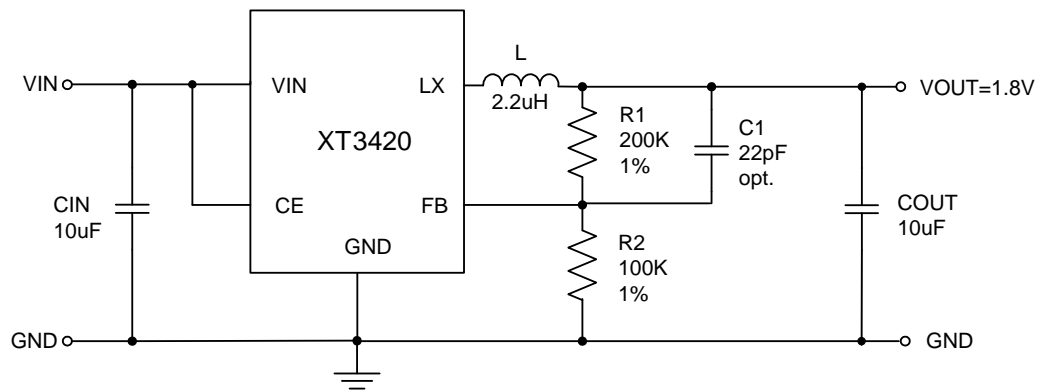 L
VIN
VIN
LX
2.2uH
VOUT=1.8V
R1
200K
1%
C1
22pF
opt.
XT3420
CIN
10uF
CE
FB
COUT
10uF
GND
R2
100K
1%
GND
GND